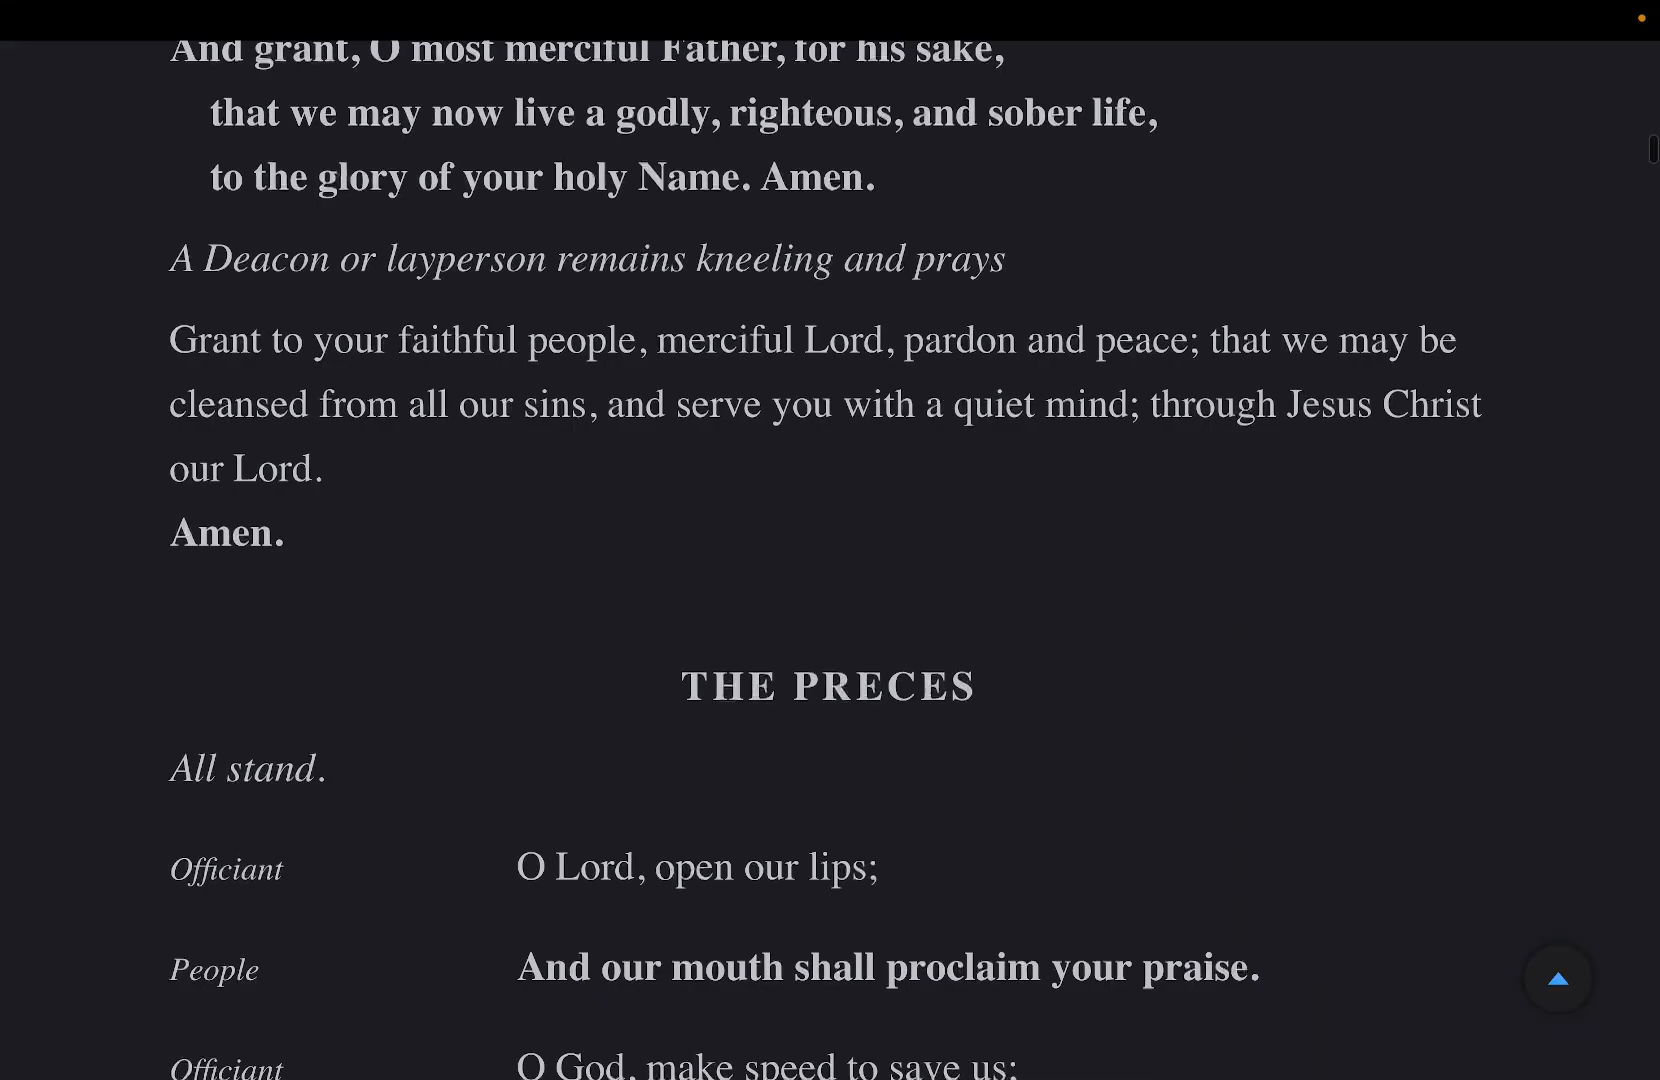 And grant, O most merciful Father, for his sake,
that we may now live a godly, righteous, and sober life,
to the glory of your holy Name. Amen.
A Deacon or layperson remains kneeling and prays
Grant to your faithful people, merciful Lord, pardon and peace; that we may be
cleansed from all our sins, and serve you with a quiet mind; through Jesus Christ
our Lord.
Amen.
THE PRECES
All stand.
Officiant O Lord, open our lips;
People And our mouth shall proclaim your praise.
Officiant O God, make speed to save us;